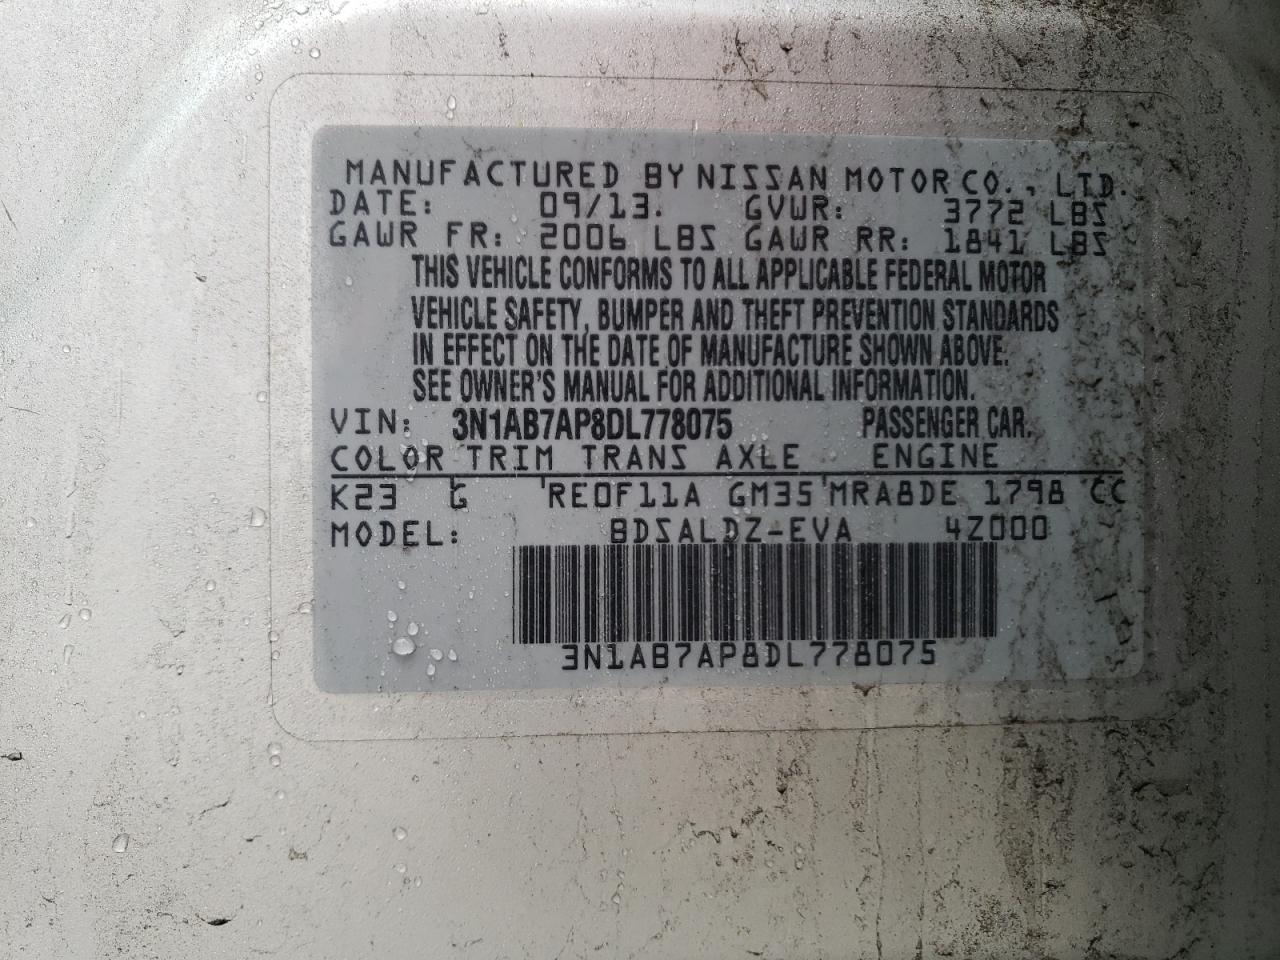 MANUFACTURED BY NISSAN MOTOR CO., LTD.
DATE: 09/13. GVWR: 3772 LBS
GAWR FR: 2006 LBS GAWR RR: 1841 LBS
THIS VEHICLE CONFORMS TO ALL APPLICABLE FEDERAL MOTOR
VEHICLE SAFETY, BUMPER AND THEFT PREVENTION STANDARDS
IN EFFECT ON THE DATE OF MANUFACTURE SHOWN ABOVE.
SEE OWNER'S MANUAL FOR ADDITIONAL INFORMATION.
VIN: 3N1AB7AP8DL778075 PASSENGER CAR.
COLOR TRIM TRANS AXLE ENGINE
K23 G RE0F11A GM35 MRA8DE 1798 CC
MODEL: BDSALDZ-EVA 4Z000
3N1AB7AP8DL778075